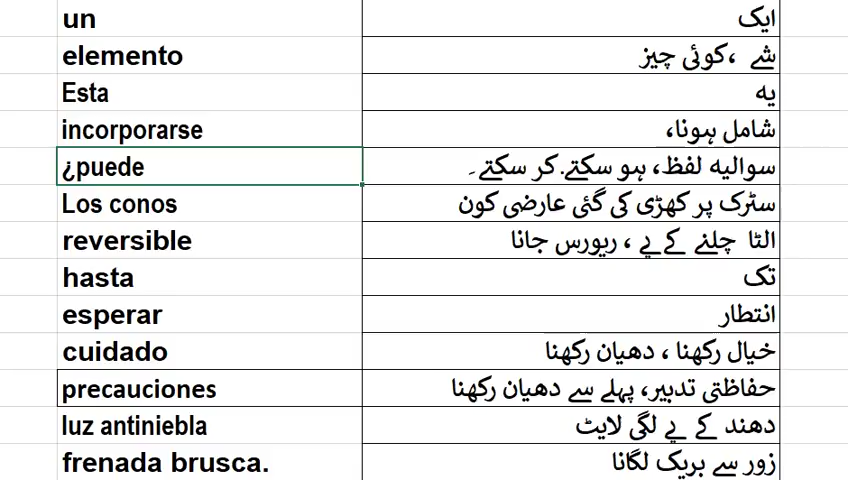 un ایک
elemento شے ،کوئی چیز
Esta یہ
incorporarse شامل ہونا،
¿puede سوالیہ لفظ، ہو سکتے۔ کر سکتے۔
Los conos سٹرک پر کھڑی کی گئی عارضی کون
reversible الٹا چلنے کے یے ، ریورس جانا
hasta تک
esperar انتطار
cuidado خیال رکھنا ، دھیان رکھنا
precauciones حفاظتی تدبیر، پہلے سے دھیان رکھنا
luz antiniebla دھند کے یے لگی لایٹ
frenada brusca. زور سے بریک لگانا